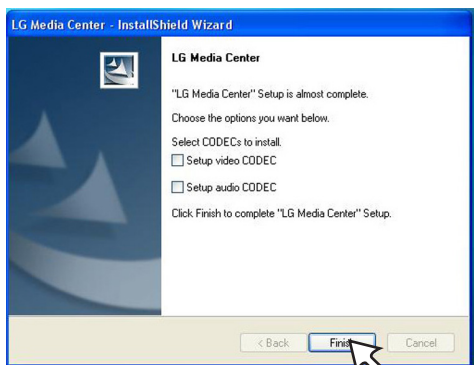 LG Media Center - InstallShield Wizard
LG Media Center
"LG Media Center" Setup is almost complete.
Choose the options you want below.
Select CODECs to install.
Setup video CODEC
Setup audio CODEC
Click Finish to complete "LG Media Center" Setup.
< Back Finish Cancel